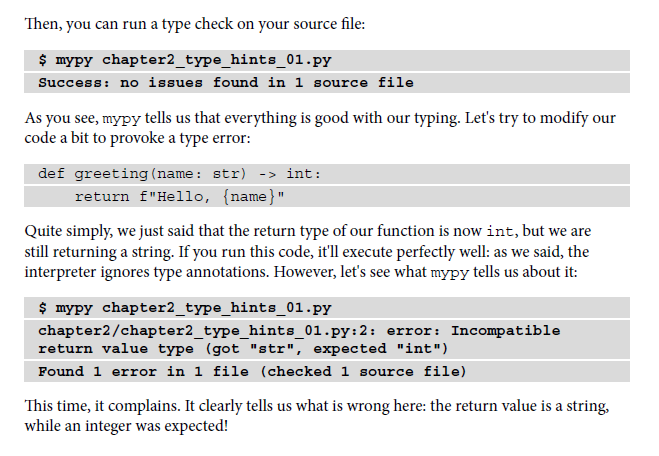 Then, you can run a type check on your source file:
$ mypy chapter2_type_hints_01.py
Success: no issues found in 1 source file
As you see, mypy tells us that everything is good with our typing. Let's try to modify our
code a bit to provoke a type error:
def greeting(name: str) -> int:
    return f"Hello, {name}"
Quite simply, we just said that the return type of our function is now int, but we are
still returning a string. If you run this code, it'll execute perfectly well: as we said, the
interpreter ignores type annotations. However, let's see what mypy tells us about it:
$ mypy chapter2_type_hints_01.py
chapter2/chapter2_type_hints_01.py:2: error: Incompatible
return value type (got "str", expected "int")
Found 1 error in 1 file (checked 1 source file)
This time, it complains. It clearly tells us what is wrong here: the return value is a string,
while an integer was expected!